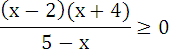 (x − 2)(x + 4)
5 − x
≥ 0